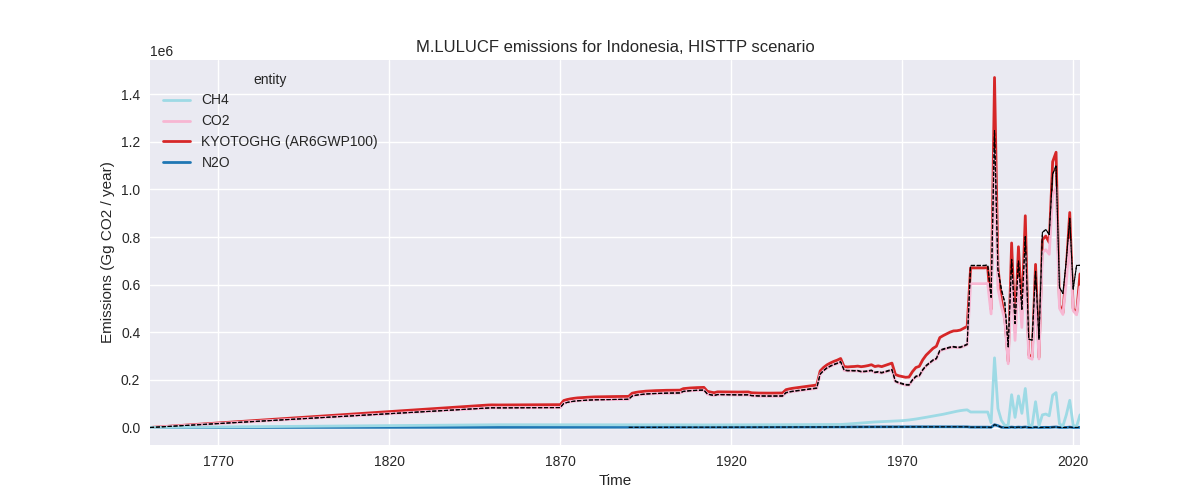 M.LULUCF emissions for Indonesia, HISTTP scenario
1e6
entity
CH4
CO2
KYOTOGHG (AR6GWP100)
N2O
Emissions (Gg CO2 / year)
1.4
1.2
1.0
0.8
0.6
0.4
0.2
0.0
1770
1820
1870
1920
1970
2020
Time